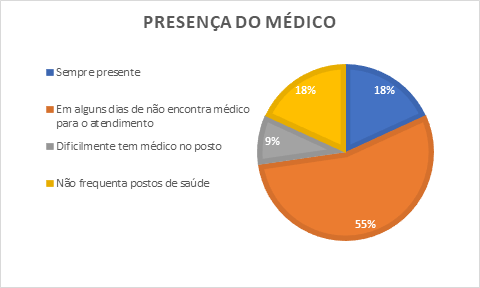 PRESENÇA DO MÉDICO
Sempre presente
Em alguns dias de não encontra médico
para o atendimento
Dificilmente tem médico no posto
Não frequenta postos de saúde
18%
18%
9%
55%